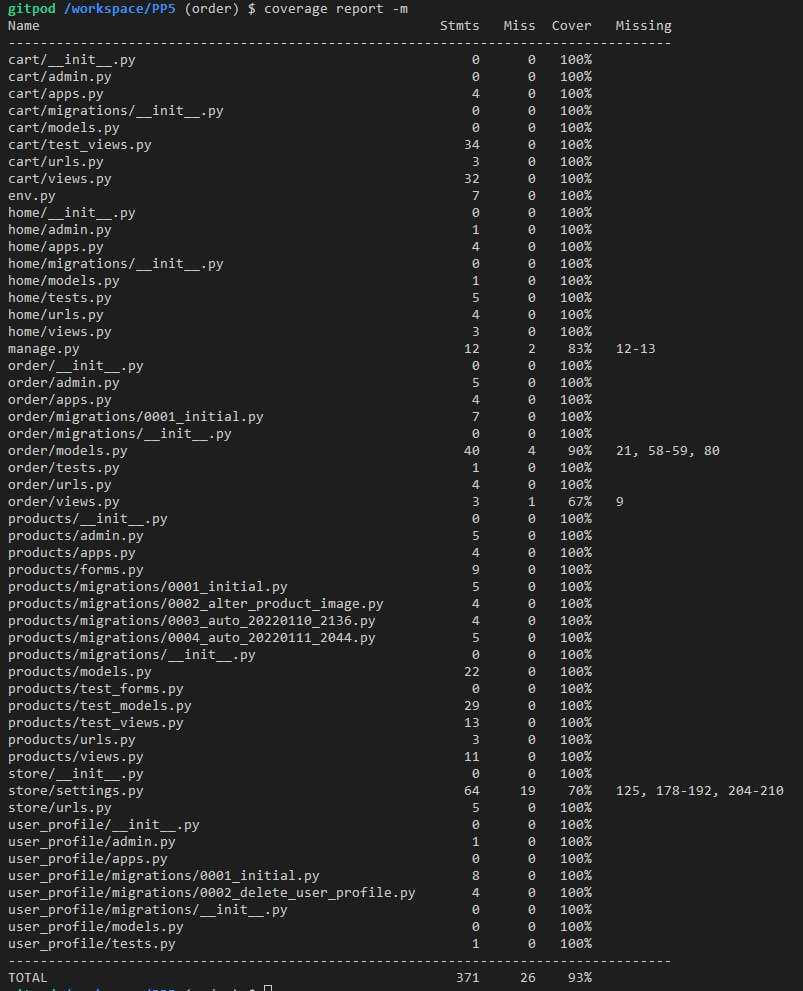 gitpod /workspace/PP5 (order) $ coverage report -m
Name                                                  Stmts   Miss  Cover   Missing
-----------------------------------------------------------------------------------
cart/__init__.py                                          0      0   100%
cart/admin.py                                             0      0   100%
cart/apps.py                                              4      0   100%
cart/migrations/__init__.py                               0      0   100%
cart/models.py                                            0      0   100%
cart/test_views.py                                       34      0   100%
cart/urls.py                                              3      0   100%
cart/views.py                                            32      0   100%
env.py                                                    7      0   100%
home/__init__.py                                          0      0   100%
home/admin.py                                             1      0   100%
home/apps.py                                              4      0   100%
home/migrations/__init__.py                               0      0   100%
home/models.py                                            1      0   100%
home/tests.py                                             5      0   100%
home/urls.py                                              4      0   100%
home/views.py                                             3      0   100%
manage.py                                                12      2    83%   12-13
order/__init__.py                                         0      0   100%
order/admin.py                                            5      0   100%
order/apps.py                                             4      0   100%
order/migrations/0001_initial.py                          7      0   100%
order/migrations/__init__.py                              0      0   100%
order/models.py                                          40      4    90%   21, 58-59, 80
order/tests.py                                            1      0   100%
order/urls.py                                             4      0   100%
order/views.py                                            3      1    67%   9
products/__init__.py                                      0      0   100%
products/admin.py                                         5      0   100%
products/apps.py                                          4      0   100%
products/forms.py                                         9      0   100%
products/migrations/0001_initial.py                       5      0   100%
products/migrations/0002_alter_product_image.py           4      0   100%
products/migrations/0003_auto_20220110_2136.py            4      0   100%
products/migrations/0004_auto_20220111_2044.py            5      0   100%
products/migrations/__init__.py                           0      0   100%
products/models.py                                       22      0   100%
products/test_forms.py                                    0      0   100%
products/test_models.py                                  29      0   100%
products/test_views.py                                   13      0   100%
products/urls.py                                          3      0   100%
products/views.py                                        11      0   100%
store/__init__.py                                         0      0   100%
store/settings.py                                        64     19    70%   125, 178-192, 204-210
store/urls.py                                             5      0   100%
user_profile/__init__.py                                  0      0   100%
user_profile/admin.py                                     1      0   100%
user_profile/apps.py                                      0      0   100%
user_profile/migrations/0001_initial.py                   8      0   100%
user_profile/migrations/0002_delete_user_profile.py       4      0   100%
user_profile/migrations/__init__.py                       0      0   100%
user_profile/models.py                                    0      0   100%
user_profile/tests.py                                     1      0   100%
-----------------------------------------------------------------------------------
TOTAL                                                   371     26    93%